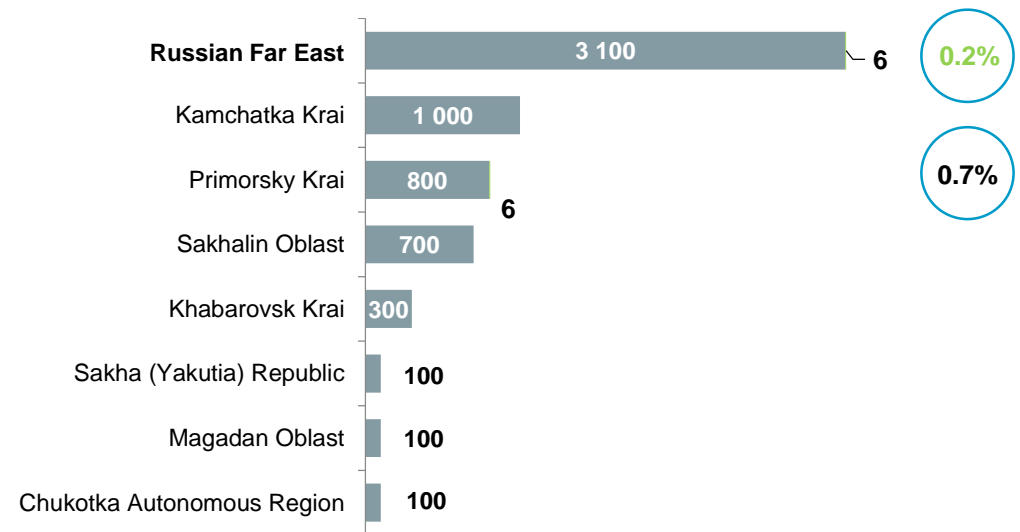 Russian Far East 3 100 6 0.2%
Kamchatka Krai 1 000
Primorsky Krai 800 6 0.7%
Sakhalin Oblast 700
Khabarovsk Krai 300
Sakha (Yakutia) Republic 100
Magadan Oblast 100
Chukotka Autonomous Region 100